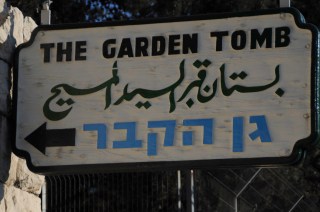 THE GARDEN TOMB
بستان قبر السيد المسيح
גן הקבר